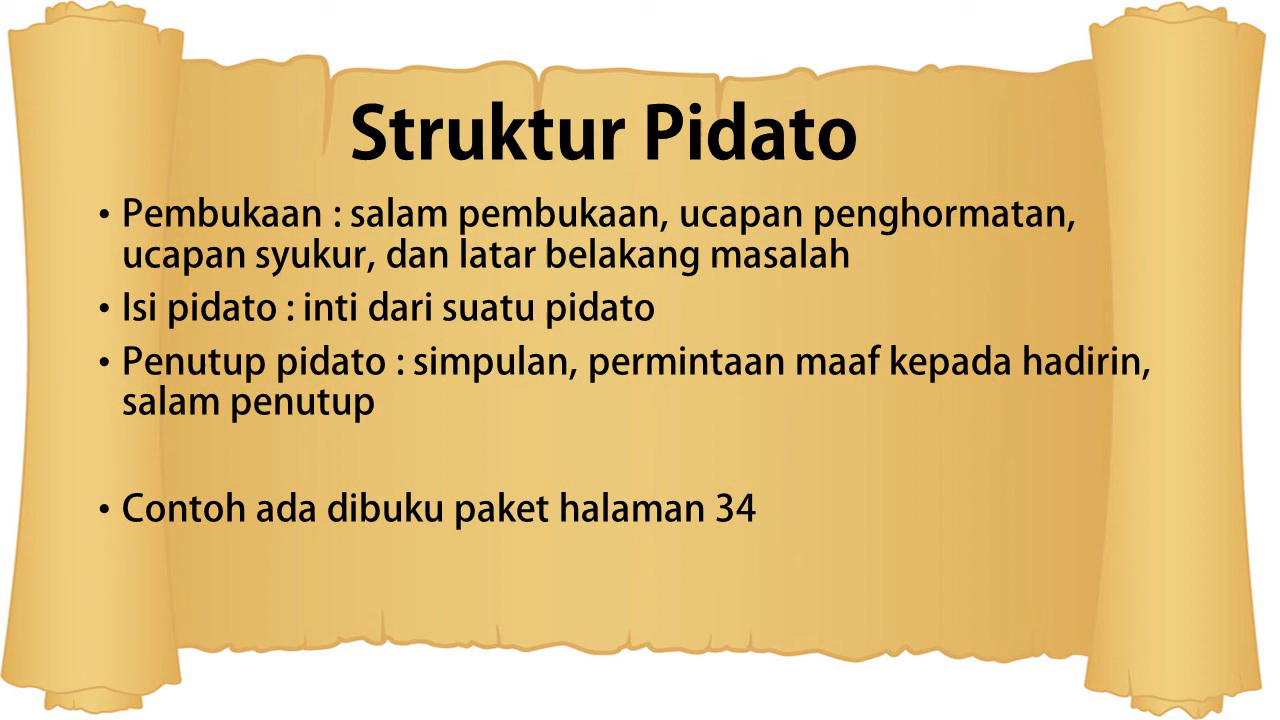 Struktur Pidato
• Pembukaan : salam pembukaan, ucapan penghormatan,
ucapan syukur, dan latar belakang masalah
• Isi pidato : inti dari suatu pidato
• Penutup pidato : simpulan, permintaan maaf kepada hadirin,
salam penutup
• Contoh ada dibuku paket halaman 34